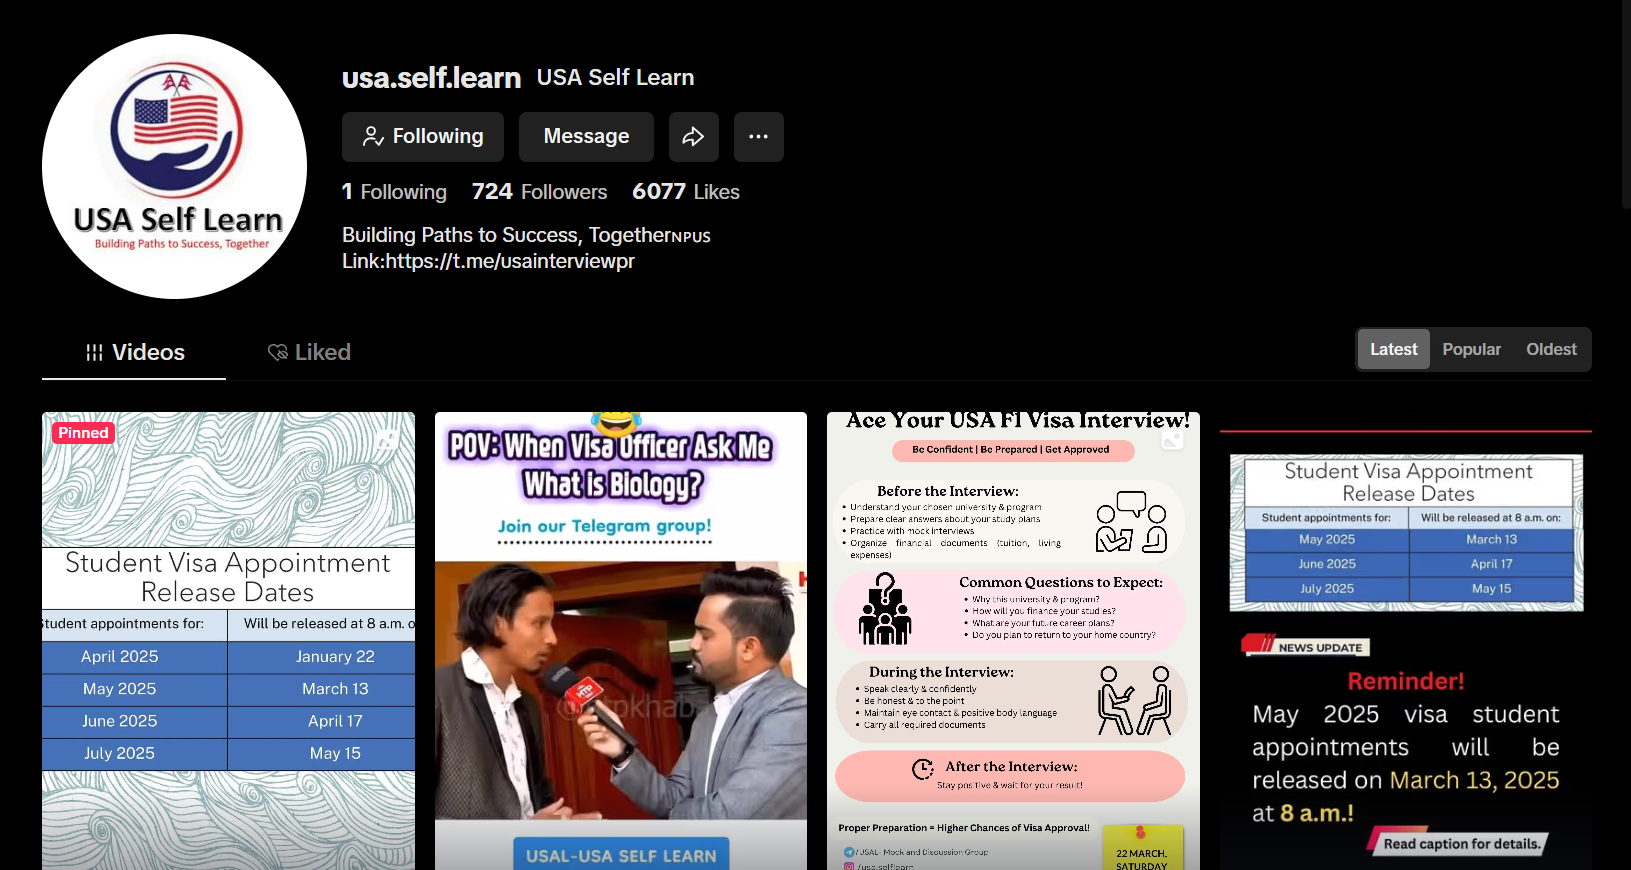 usa.self.learn USA Self Learn
Following Message ...
1 Following 724 Followers 6077 Likes
Building Paths to Success, Together🇳🇵🇺🇸
Link:https://t.me/usainterviewpr
USA Self Learn
Building Paths to Success, Together
Videos Liked
Latest Popular Oldest
Pinned
Student Visa Appointment
Release Dates
Student appointments for: Will be released at 8 a.m. o
April 2025 January 22
May 2025 March 13
June 2025 April 17
July 2025 May 15
POV: When Visa Officer Ask Me
What is Biology?
Join our Telegram group!
HTP
USAL-USA SELF LEARN
Ace Your USA F1 Visa Interview!
Be Confident | Be Prepared | Get Approved
Before the Interview:
• Understand your chosen university & program
• Prepare clear answers about your study plans
• Practice with mock interviews
• Organize financial documents (tuition, living
expenses)
Common Questions to Expect:
• Why this university & program?
• How will you finance your studies?
• What are your future career plans?
• Do you plan to return to your home country?
During the Interview:
• Speak clearly & confidently
• Be honest & to the point
• Maintain eye contact & positive body language
• Carry all required documents
After the Interview:
Stay positive & wait for your result!
Proper Preparation = Higher Chances of Visa Approval!
/USAL- Mock and Discussion Group
/usa.selflearn
22 MARCH,
SATURDAY
Student Visa Appointment
Release Dates
Student appointments for: Will be released at 8 a.m. on:
May 2025 March 13
June 2025 April 17
July 2025 May 15
NEWS UPDATE
Reminder!
May 2025 visa student
appointments will be
released on March 13, 2025
at 8 a.m.!
Read caption for details.